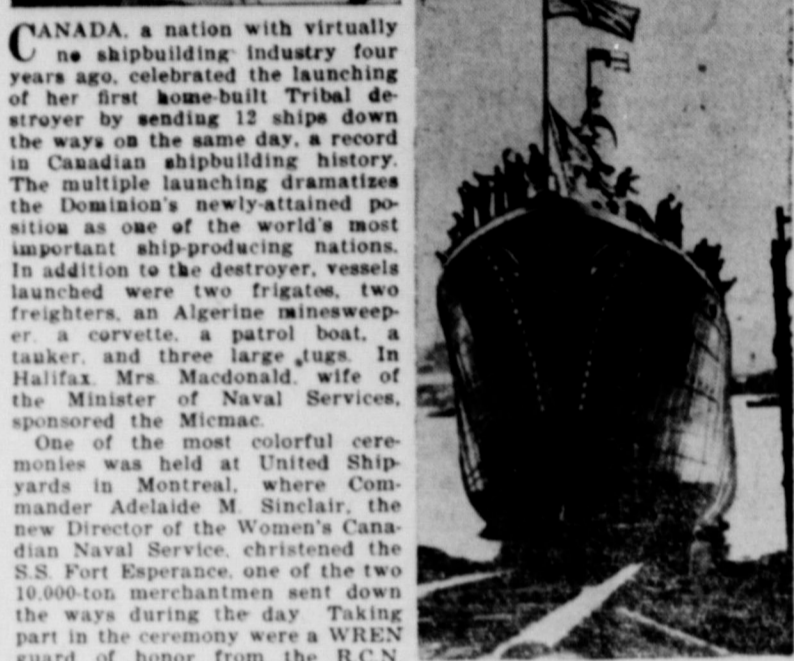 CANADA, a nation with virtually
no shipbuilding industry four
years ago, celebrated the launching
of her first home-built Tribal de-
stroyer by sending 12 ships down
the ways on the same day, a record
in Canadian shipbuilding history.
The multiple launching dramatizes
the Dominion's newly-attained po-
sition as one of the world's most
important ship-producing nations.
In addition to the destroyer, vessels
launched were two frigates, two
freighters, an Algerine minesweep-
er, a corvette, a patrol boat, a
tanker, and three large tugs. In
Halifax, Mrs. Macdonald, wife of
the Minister of Naval Services,
sponsored the Micmac.
One of the most colorful cere-
monies was held at United Ship-
yards in Montreal, where Com-
mander Adelaide M. Sinclair, the
new Director of the Women's Cana-
dian Naval Service, christened the
S.S. Fort Esperance, one of the two
10,000-ton merchantmen sent down
the ways during the day. Taking
part in the ceremony were a WREN
guard of honor from the R.C.N.